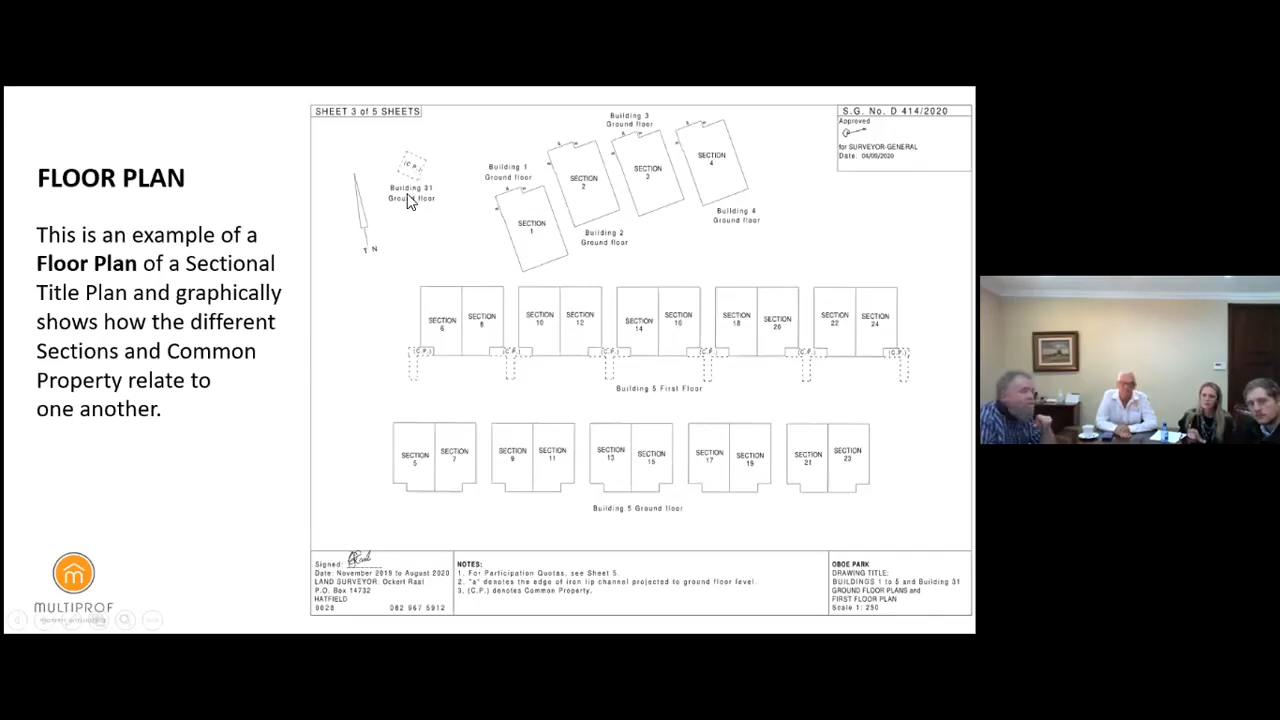 FLOOR PLAN
This is an example of a
Floor Plan of a Sectional
Title Plan and graphically
shows how the different
Sections and Common
Property relate to
one another.
MULTIPROF
SHEET 3 of 5 SHEETS
S.G. No. D 414/2020
Approved
for SURVEYOR-GENERAL
Date. 04/09/2020
(C.P.)
Building 31
Ground floor
T N
Building 1
Ground floor
SECTION
1
SECTION
2
Building 2
Ground floor
Building 3
Ground floor
SECTION
3
SECTION
4
Building 4
Ground floor
SECTION
6
SECTION
8
SECTION
10
SECTION
12
SECTION
14
SECTION
16
SECTION
18
SECTION
20
SECTION
22
SECTION
24
(C.P.)
(C.P.)
(C.P.)
(C.P.)
(C.P.)
(C.P.)
Building 5 First Floor
SECTION
5
SECTION
7
SECTION
9
SECTION
11
SECTION
13
SECTION
15
SECTION
17
SECTION
19
SECTION
21
SECTION
23
Building 5 Ground floor
Signed:
Date: November 2019 to August 2020
LAND SURVEYOR: Ockert Raal
P.O. Box 14732
HATFIELD
0028 082 967 5912
NOTES:
1. For Participation Quotas, see Sheet 5.
2. "a" denotes the edge of iron lip channel projected to ground floor level.
3. (C.P.) denotes Common Property.
OBOE PARK
DRAWING TITLE:
BUILDINGS 1 to 5 and Building 31
GROUND FLOOR PLANS and
FIRST FLOOR PLAN
Scale 1: 250